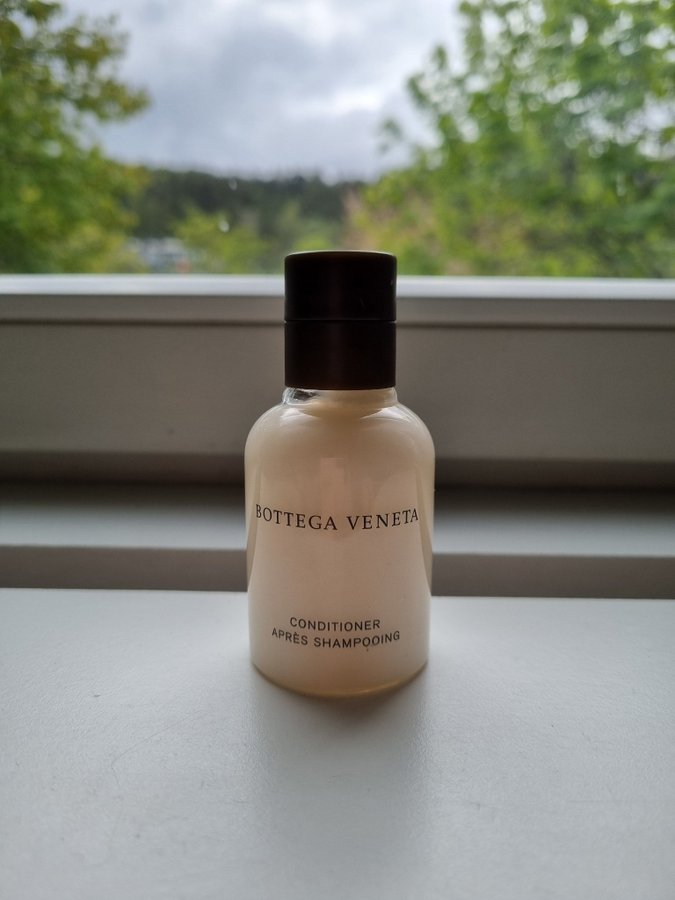 BOTTEGA VENETA
CONDITIONER
APRÈS SHAMPOOING